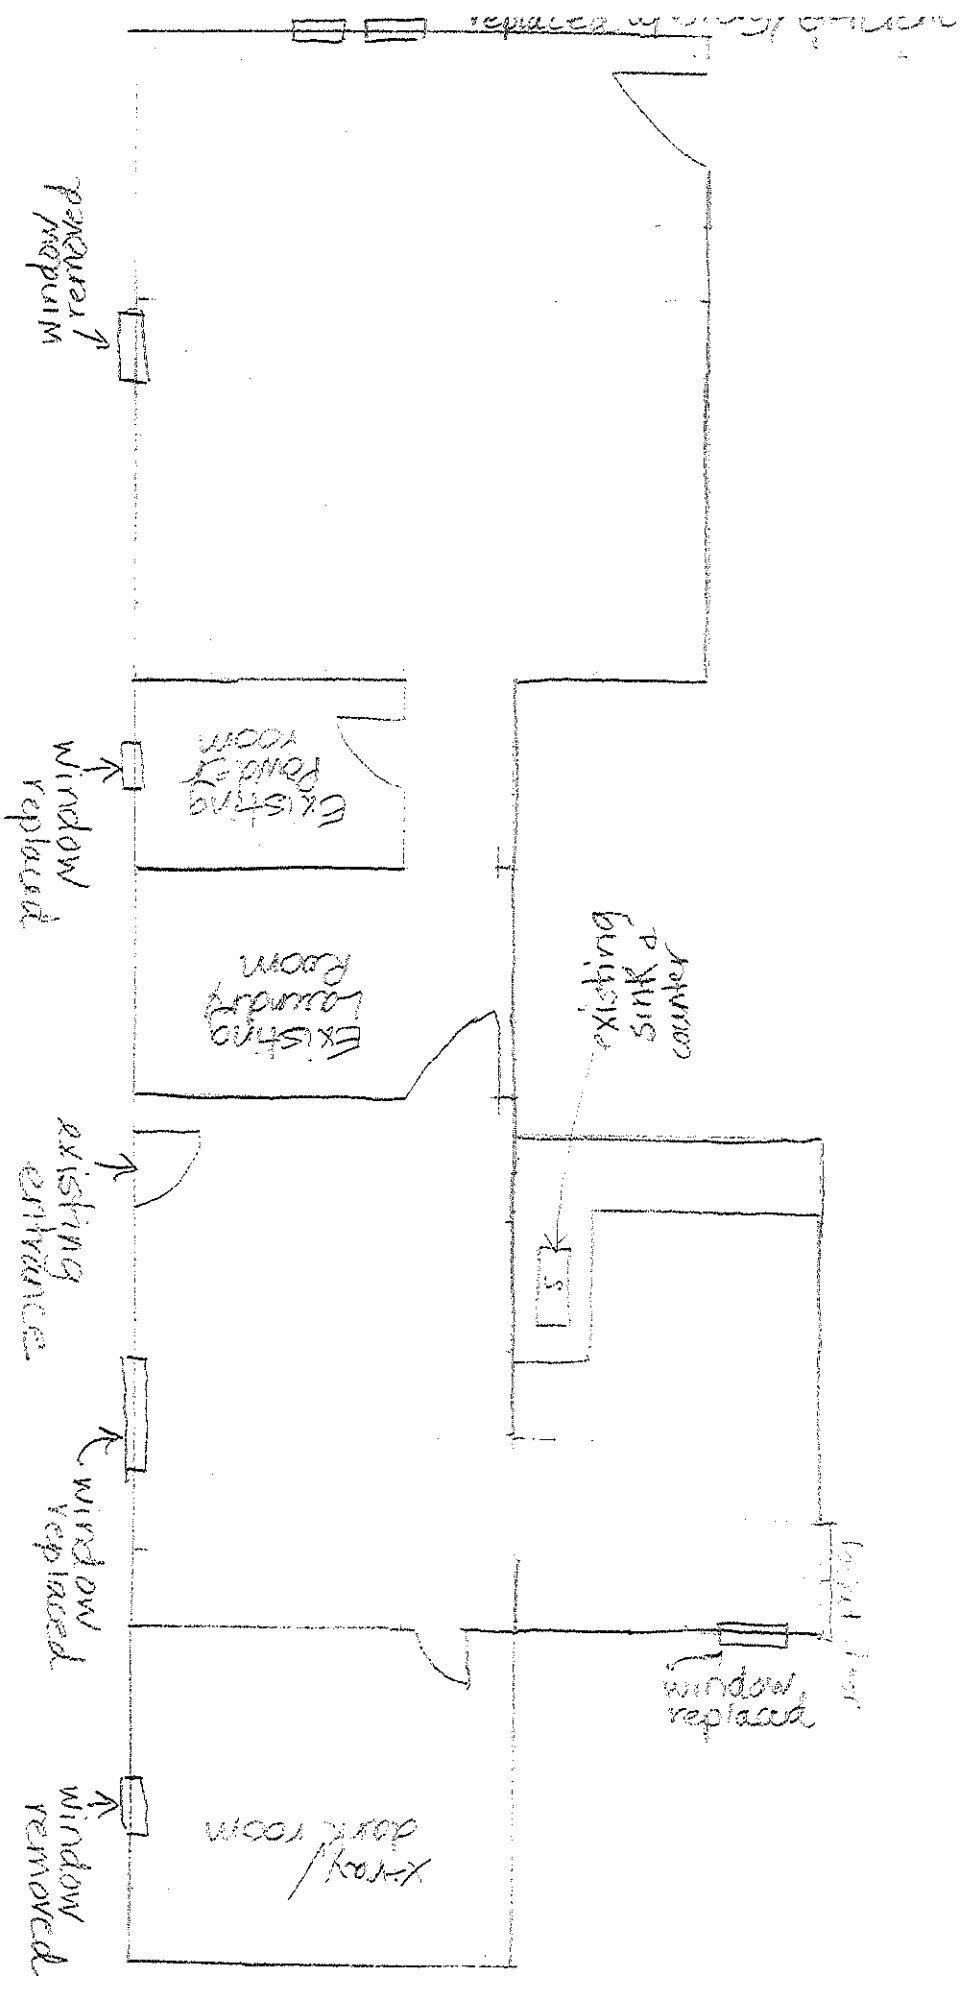 replaced
window
removed
window
replaced
Existing
Powder
room
Existing
Laundry
Room
existing
sink &
counter
S
existing
entrance
window
replaced
window
replaced
x-ray/
dark room
window
removed